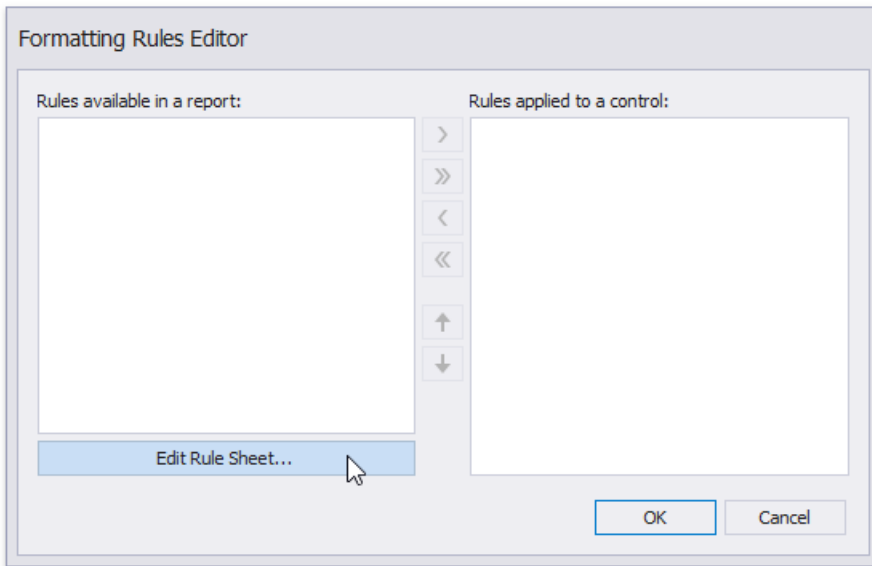 Formatting Rules Editor
Rules available in a report:
Rules applied to a control:
Edit Rule Sheet...
OK
Cancel